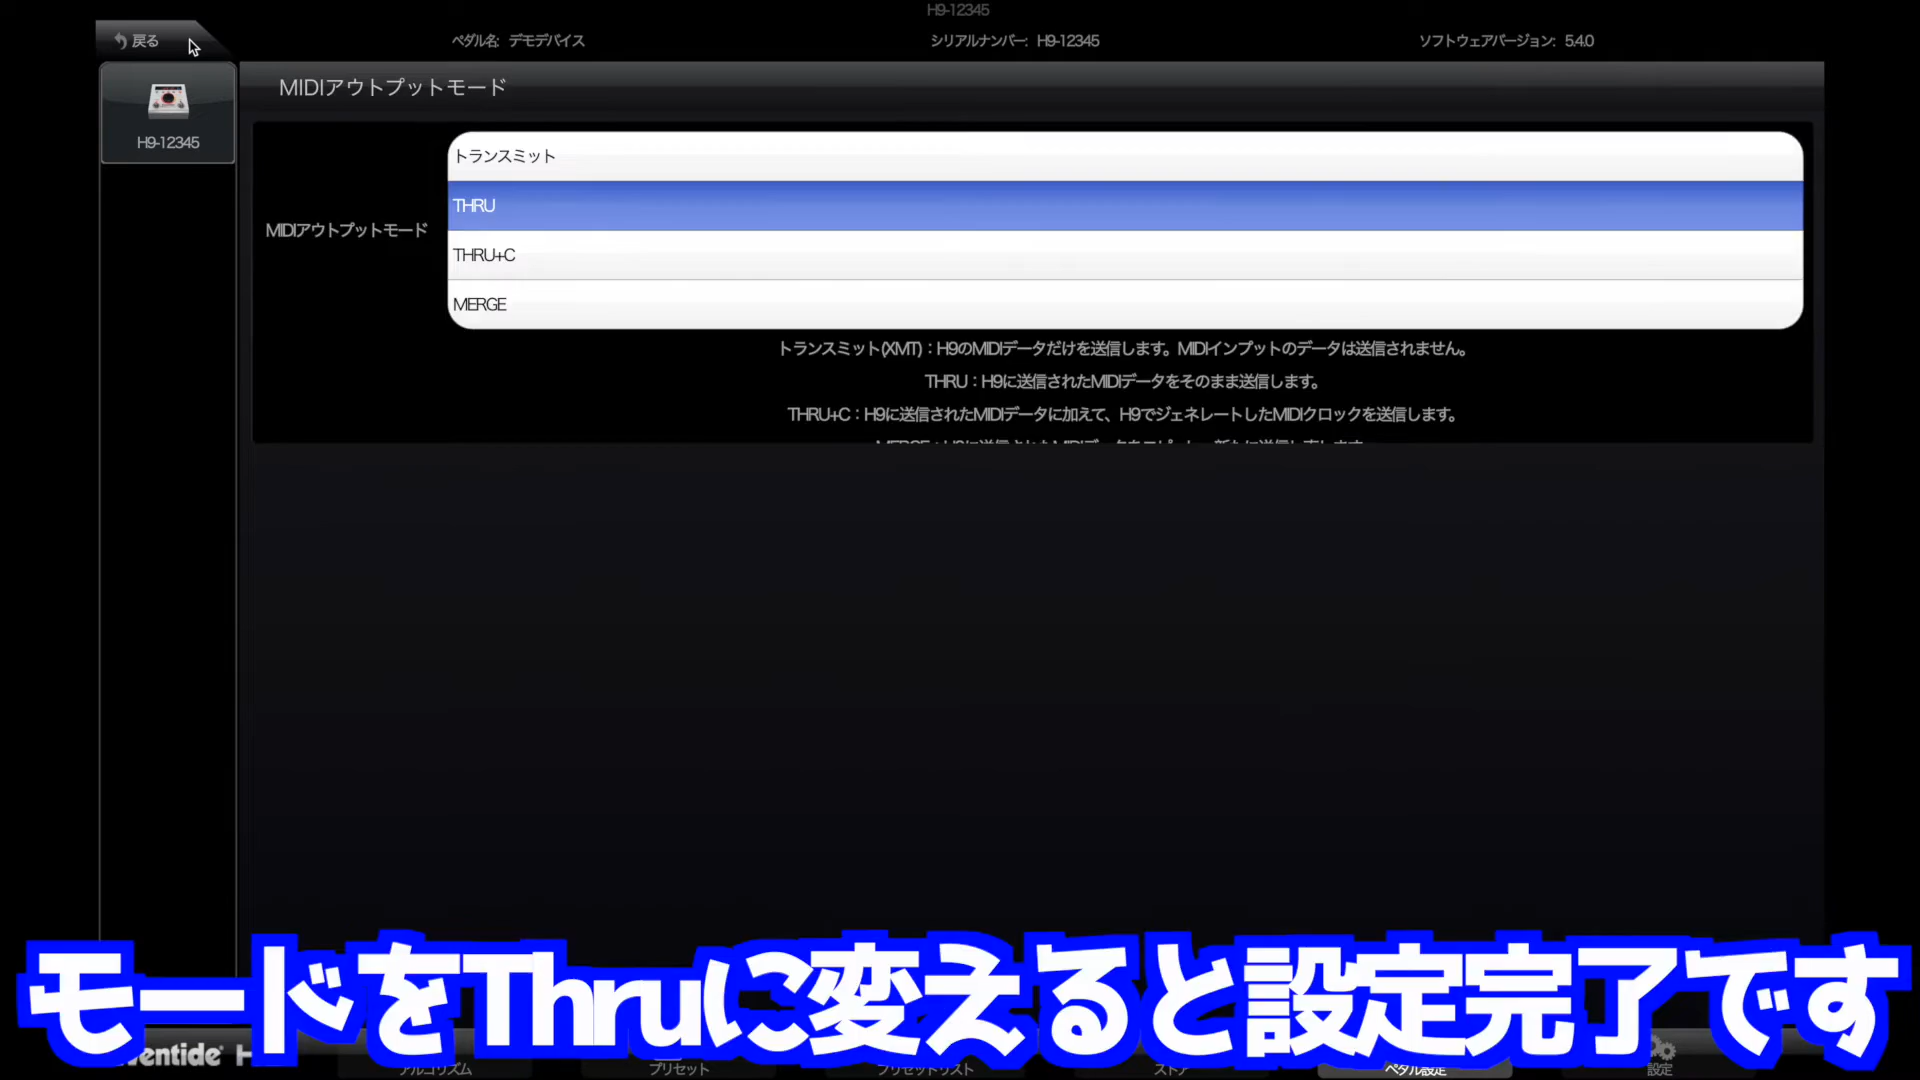 H9-12345
戻る
ペダル名: デモデバイス
シリアルナンバー: H9-12345
ソフトウェアバージョン: 5.4.0
H9-12345
MIDIアウトプットモード
MIDIアウトプットモード
トランスミット
THRU
THRU+C
MERGE
トランスミット(XMT)：H9のMIDIデータだけを送信します。MIDIインプットのデータは送信されません。
THRU：H9に送信されたMIDIデータをそのまま送信します。
THRU+C：H9に送信されたMIDIデータに加えて、H9でジェネレートしたMIDIクロックを送信します。
モードをThruに変えると設定完了です
アルゴリズム
プリセット
プリセットリスト
ストア
ペダル設定
設定